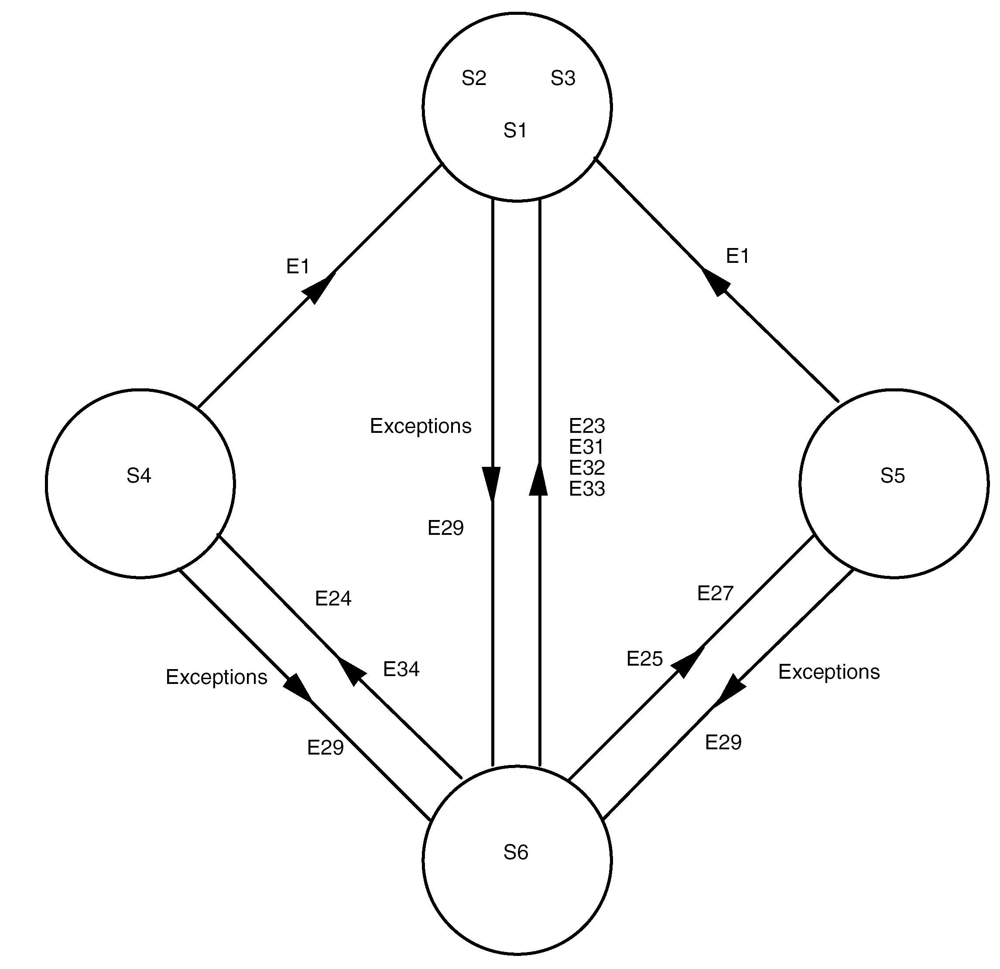 S2 S3
S1
E1
E1
Exceptions
E23
E31
E32
E33
S4
S5
E29
E24
E27
E25
E34
Exceptions
Exceptions
E29
E29
S6